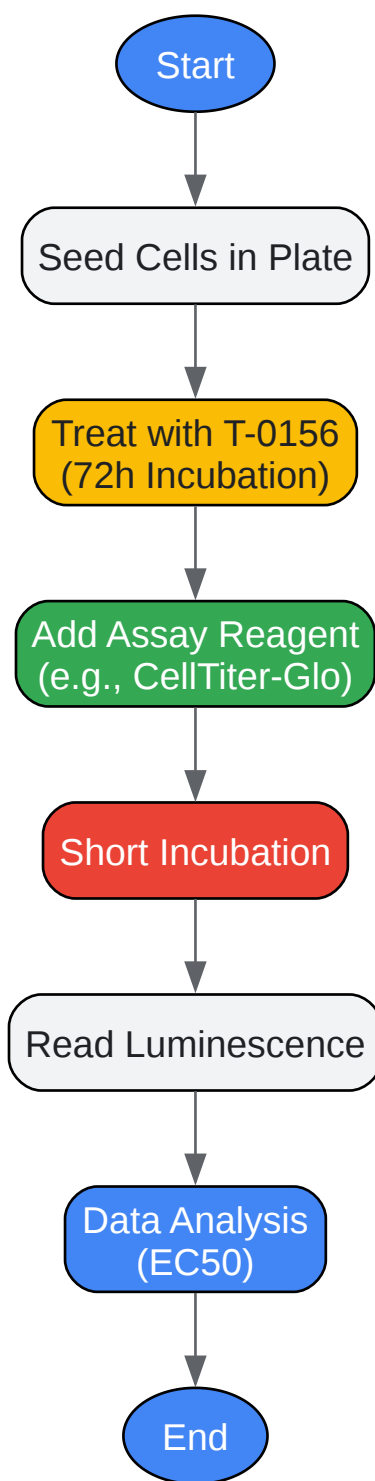 Start
Seed Cells in Plate
Treat with T-0156
(72h Incubation)
Add Assay Reagent
(e.g., CellTiter-Glo)
Short Incubation
Read Luminescence
Data Analysis
(EC50)
End